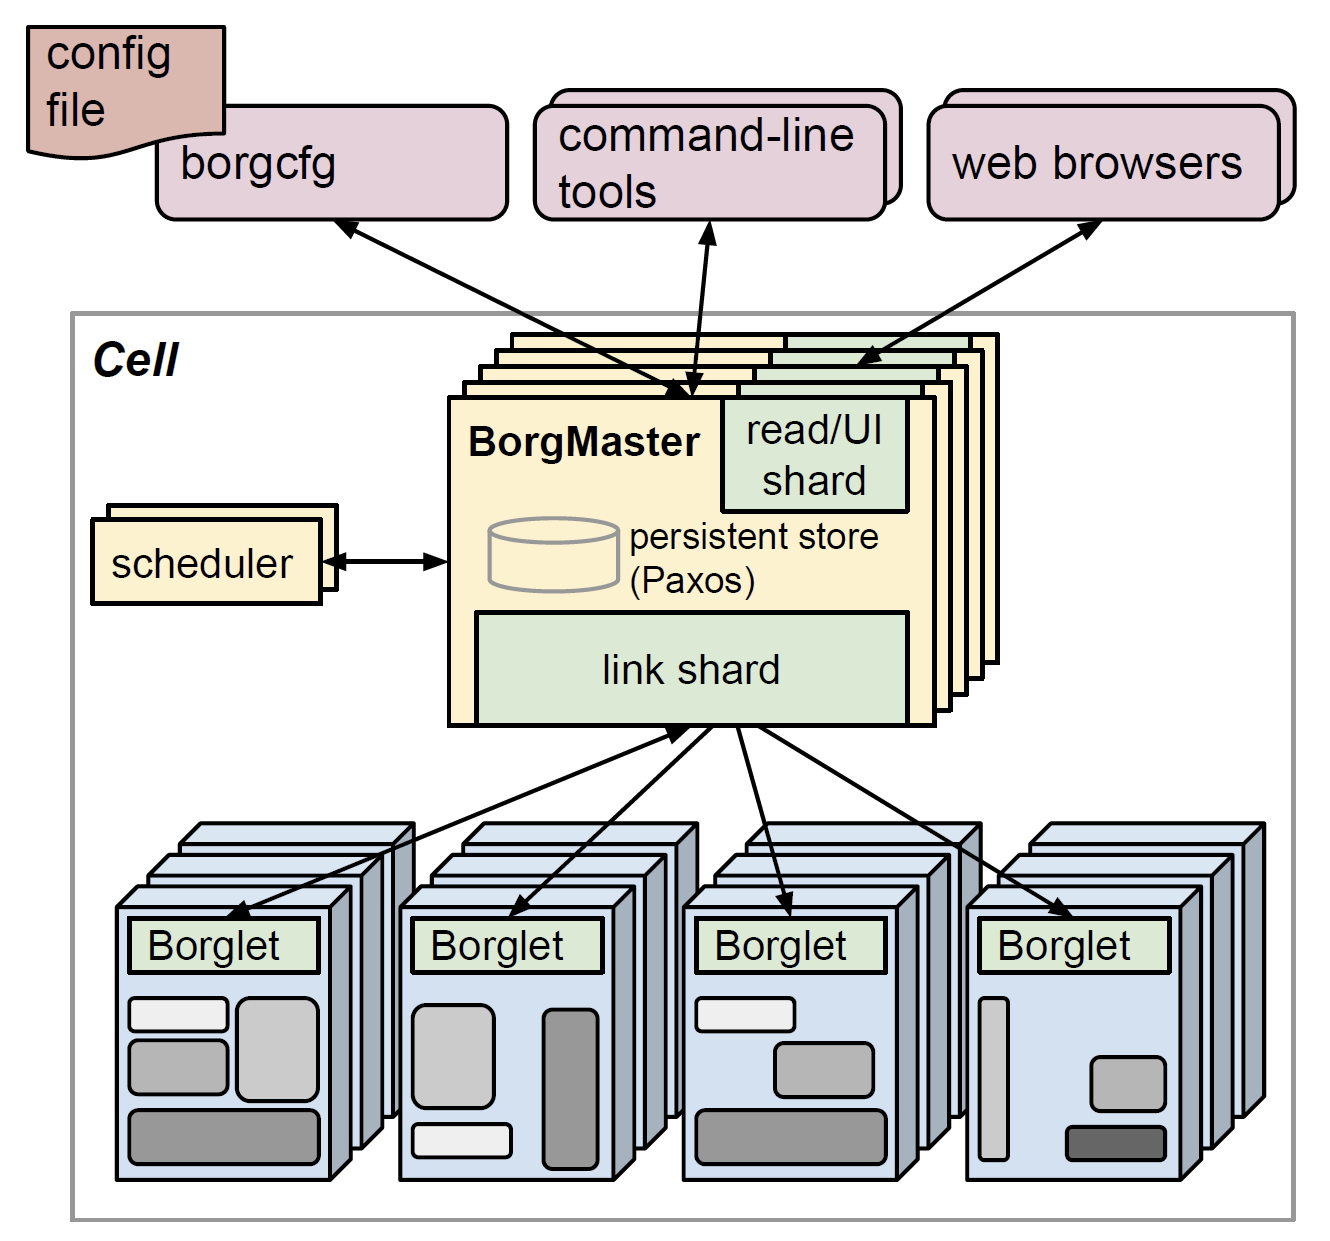 config
file
borgcfg
command-line
tools
web browsers
Cell
BorgMaster
read/UI
shard
persistent store
(Paxos)
scheduler
link shard
Borglet
Borglet
Borglet
Borglet